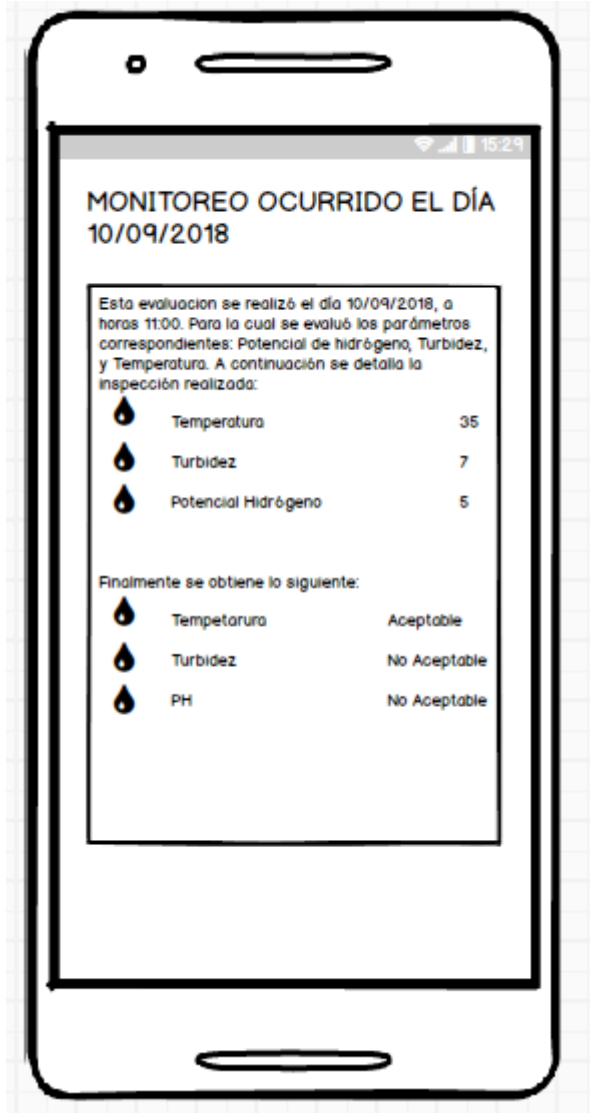 15:29
MONITOREO OCURRIDO EL DÍA
10/09/2018
Esta evaluacion se realizó el día 10/09/2018, a
horas 11:00. Para la cual se evaluó los parámetros
correspondientes: Potencial de hidrógeno, Turbidez,
y Temperatura. A continuación se detalla la
inspección realizada:
Temperatura 35
Turbidez 7
Potencial Hidrógeno 5
Finalmente se obtiene lo siguiente:
Tempetarura Aceptable
Turbidez No Aceptable
PH No Aceptable